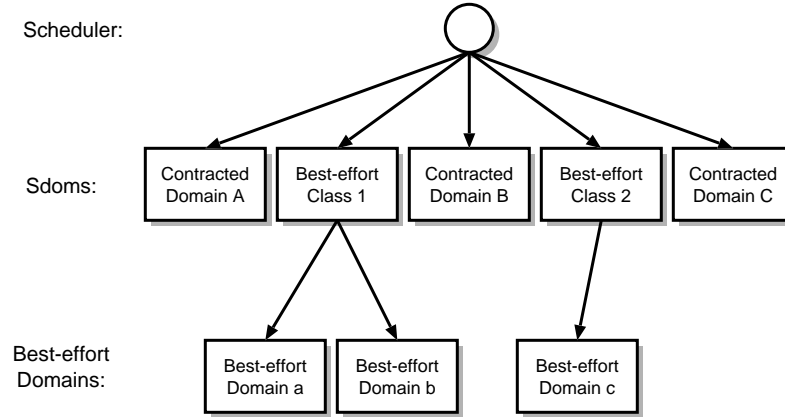 Scheduler:
Sdoms:
Contracted
Domain A
Best-effort
Class 1
Contracted
Domain B
Best-effort
Class 2
Contracted
Domain C
Best-effort
Domains:
Best-effort
Domain a
Best-effort
Domain b
Best-effort
Domain c